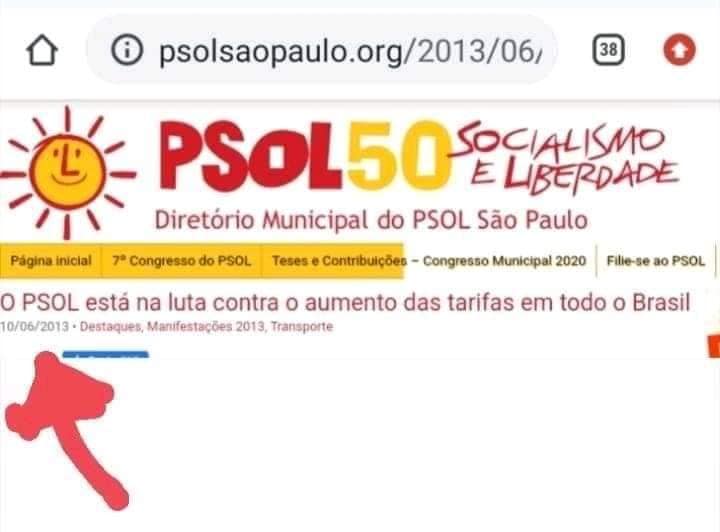 psolsaopaulo.org/2013/06,
38
PSOL50 SOCIALISMO
E LIBERDADE
Diretório Municipal do PSOL São Paulo
Página inicial 7º Congresso do PSOL Teses e Contribuições – Congresso Municipal 2020 Filie-se ao PSOL
O PSOL está na luta contra o aumento das tarifas em todo o Brasil
10/06/2013 • Destaques, Manifestações 2013, Transporte